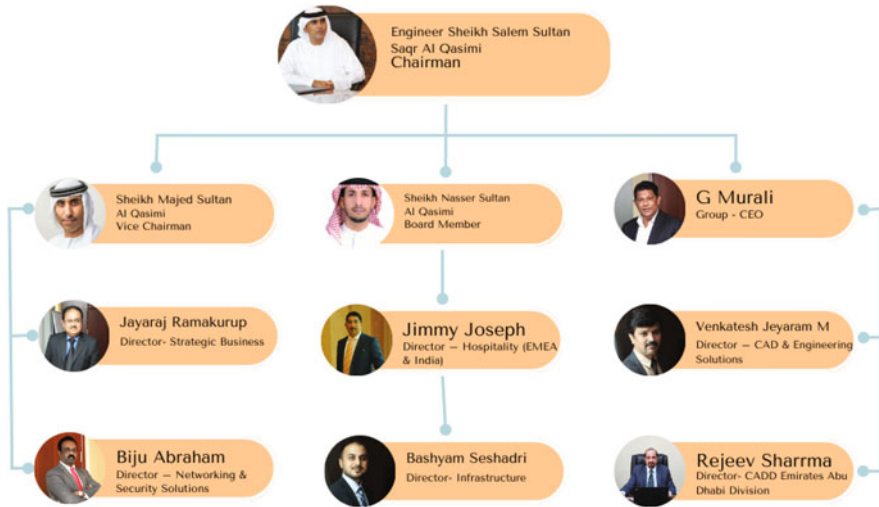 Engineer Sheikh Salem Sultan
Saqr Al Qasimi
Chairman
Sheikh Majed Sultan
Al Qasimi
Vice Chairman
Sheikh Nasser Sultan
Al Qasimi
Board Member
G Murali
Group - CEO
Jayaraj Ramakurup
Director- Strategic Business
Jimmy Joseph
Director – Hospitality (EMEA
& India)
Venkatesh Jeyaram M
Director – CAD & Engineering
Solutions
Biju Abraham
Director – Networking &
Security Solutions
Bashyam Seshadri
Director- Infrastructure
Rejeev Sharrma
Director- CADD Emirates Abu
Dhabi Division